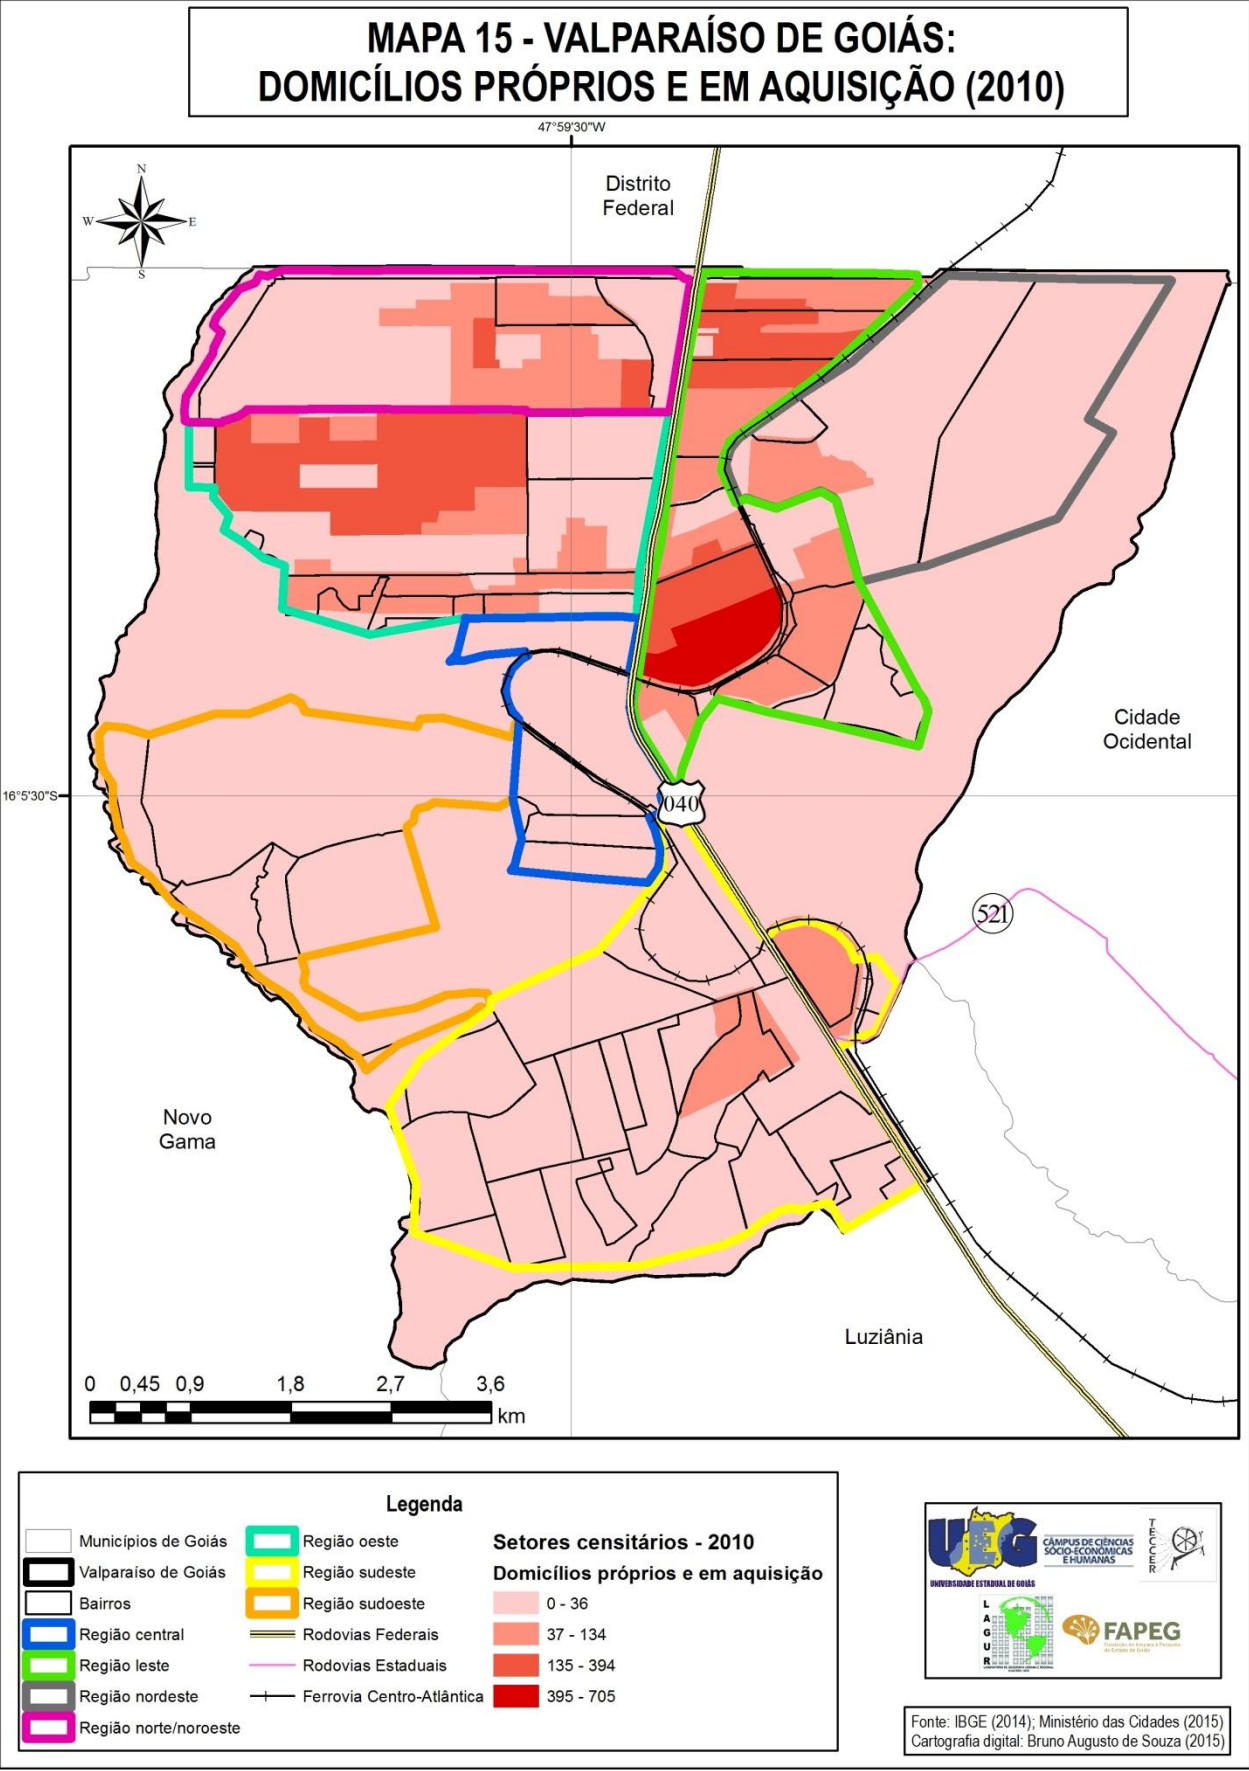 MAPA 15 - VALPARAÍSO DE GOIÁS:
DOMICÍLIOS PRÓPRIOS E EM AQUISIÇÃO (2010)
47°59'30"W
N
W
E
S
Distrito
Federal
Cidade
Ocidental
16°5'30"S
040
521
Novo
Gama
Luziânia
0 0,45 0,9 1,8 2,7 3,6
km
Legenda
Municípios de Goiás
Valparaíso de Goiás
Bairros
Região central
Região leste
Região nordeste
Região norte/noroeste
Região oeste
Região sudeste
Região sudoeste
Rodovias Federais
Rodovias Estaduais
Ferrovia Centro-Atlântica
Setores censitários - 2010
Domicílios próprios e em aquisição
0 - 36
37 - 134
135 - 394
395 - 705
UEG
UNIVERSIDADE ESTADUAL DE GOIÁS
CÂMPUS DE CIÊNCIAS
SÓCIO-ECONÔMICAS
E HUMANAS
TECCER
LAGUR
FAPEG
Fonte: IBGE (2014); Ministério das Cidades (2015)
Cartografia digital: Bruno Augusto de Souza (2015)